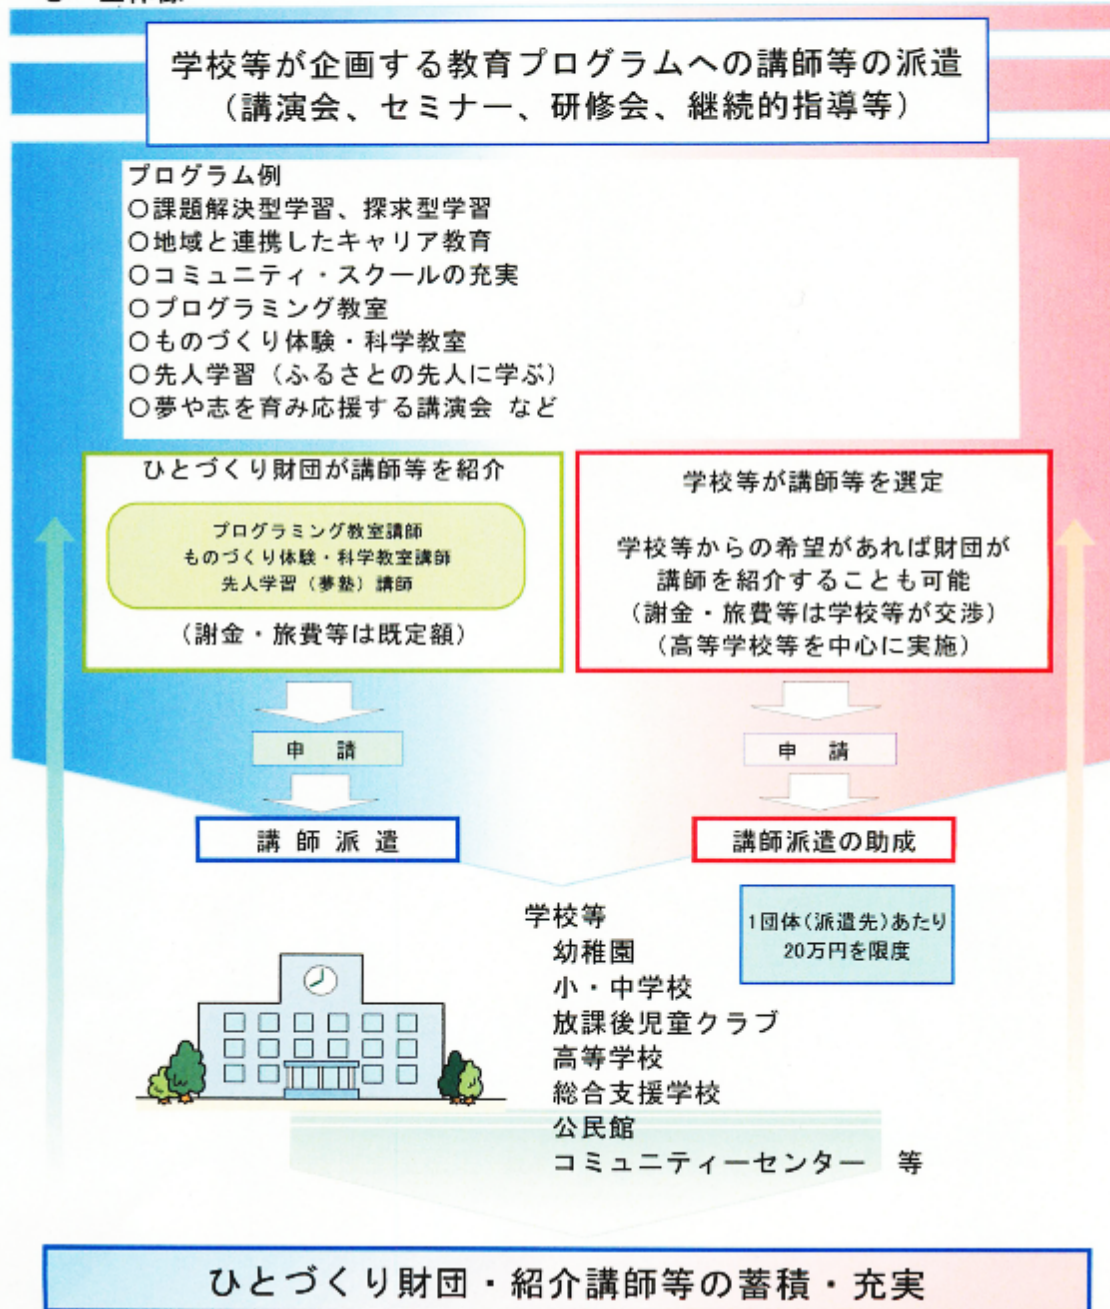 学校等が企画する教育プログラムへの講師等の派遣
(講演会、セミナー、研修会、継続的指導等)
プログラム例
○課題解決型学習、探求型学習
○地域と連携したキャリア教育
○コミュニティ・スクールの充実
○プログラミング教室
○ものづくり体験・科学教室
○先人学習(ふるさとの先人に学ぶ)
○夢や志を育み応援する講演会 など
ひとづくり財団が講師等を紹介
プログラミング教室講師
ものづくり体験・科学教室講師
先人学習(夢塾)講師
(謝金・旅費等は既定額)
学校等が講師等を選定
学校等からの希望があれば財団が
講師を紹介することも可能
(謝金・旅費等は学校等が交渉)
(高等学校等を中心に実施)
申 請
申 請
講 師 派 遣
講師派遣の助成
1団体(派遣先)あたり
20万円を限度
学校等
幼稚園
小・中学校
放課後児童クラブ
高等学校
総合支援学校
公民館
コミュニティーセンター 等
ひとづくり財団・紹介講師等の蓄積・充実